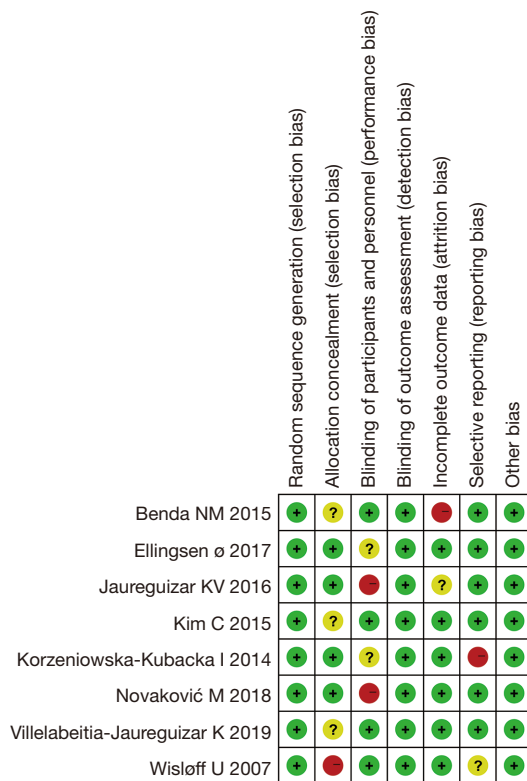 Random sequence generation (selection bias)
Allocation concealment (selection bias)
Blinding of participants and personnel (performance bias)
Blinding of outcome assessment (detection bias)
Incomplete outcome data (attrition bias)
Selective reporting (reporting bias)
Other bias
Benda NM 2015 + ? + + – + +
Ellingsen ø 2017 + + ? + + + +
Jaureguizar KV 2016 + + – + ? + +
Kim C 2015 + ? + + + + +
Korzeniowska-Kubacka I 2014 + + ? + + – +
Novaković M 2018 + + – + + + +
Villelabeitia-Jaureguizar K 2019 + ? + + + + +
Wisløff U 2007 + – + + + ? +